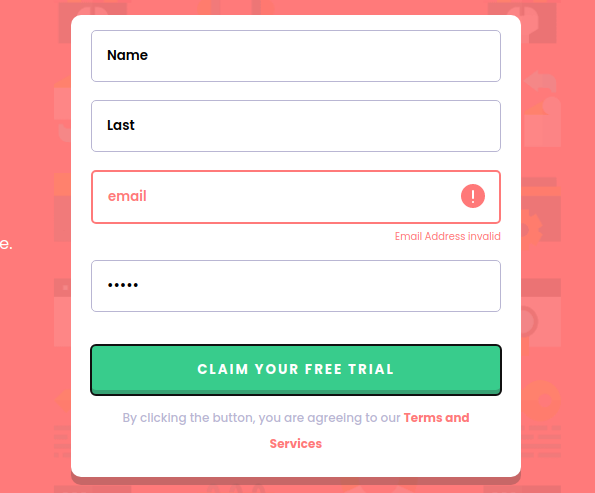 Name
Last
email
!
Email Address invalid
e.
•••••
CLAIM YOUR FREE TRIAL
By clicking the button, you are agreeing to our Terms and
Services